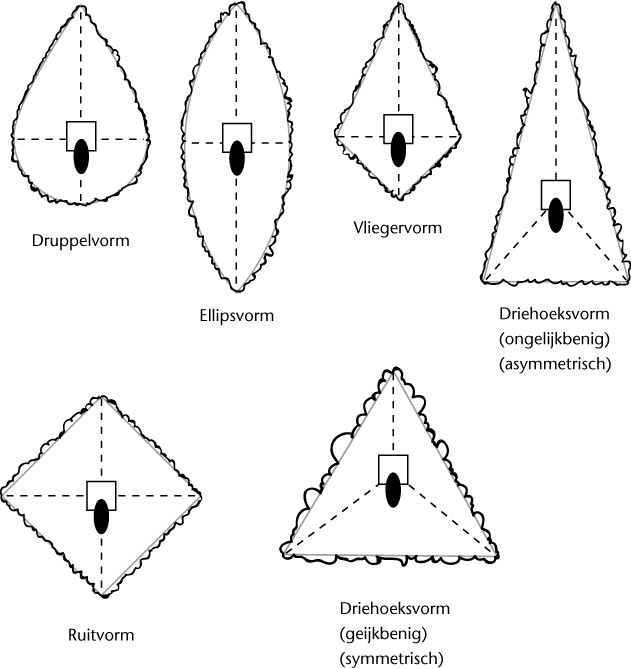 Druppelvorm
Ellipsvorm
Vliegervorm
Driehoeksvorm
(ongelijkbenig)
(asymmetrisch)
Ruitvorm
Driehoeksvorm
(geijkbenig)
(symmetrisch)